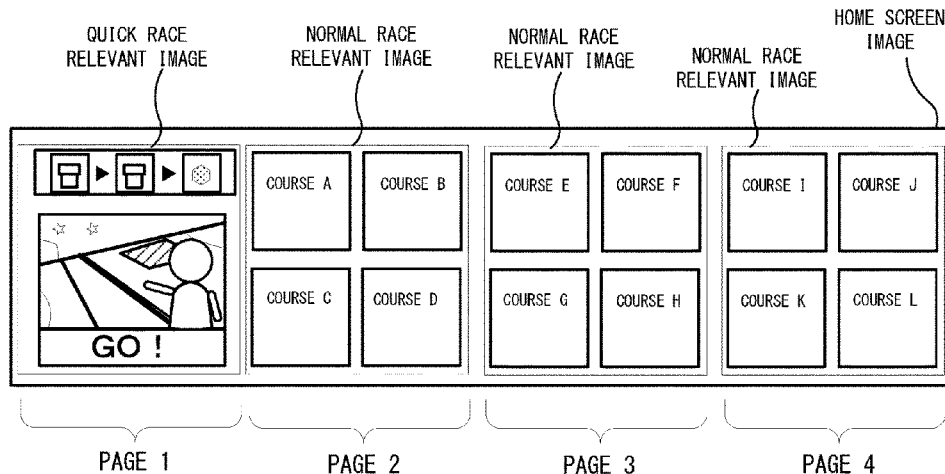 QUICK RACE
RELEVANT IMAGE
NORMAL RACE
RELEVANT IMAGE
NORMAL RACE
RELEVANT IMAGE
NORMAL RACE
RELEVANT IMAGE
HOME SCREEN
IMAGE
COURSE A
COURSE B
COURSE C
COURSE D
COURSE E
COURSE F
COURSE G
COURSE H
COURSE I
COURSE J
COURSE K
COURSE L
GO !
PAGE 1
PAGE 2
PAGE 3
PAGE 4